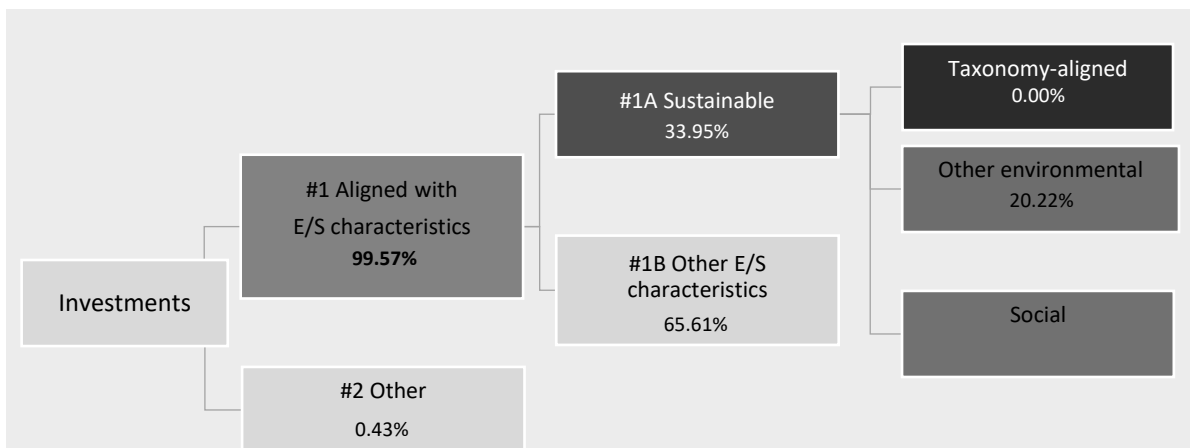 Investments
#1 Aligned with
E/S characteristics
99.57%
#2 Other
0.43%
#1A Sustainable
33.95%
#1B Other E/S
characteristics
65.61%
Taxonomy-aligned
0.00%
Other environmental
20.22%
Social